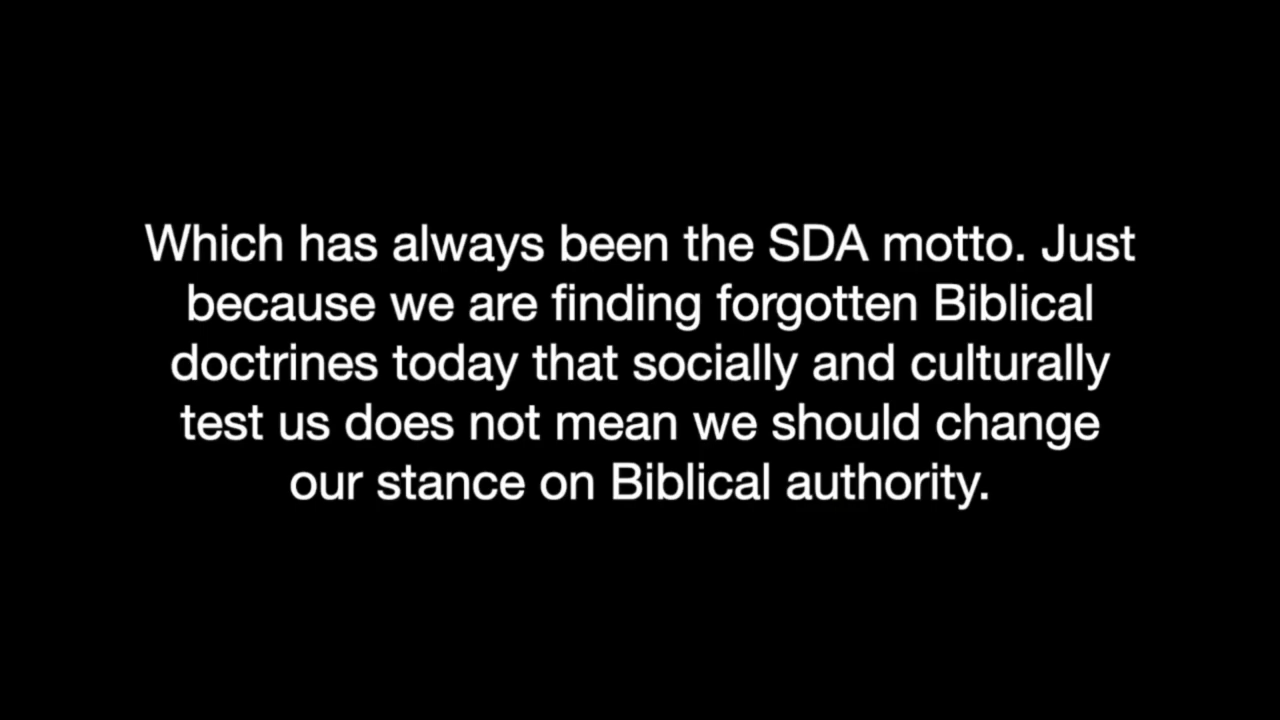 Which has always been the SDA motto. Just
because we are finding forgotten Biblical
doctrines today that socially and culturally
test us does not mean we should change
our stance on Biblical authority.